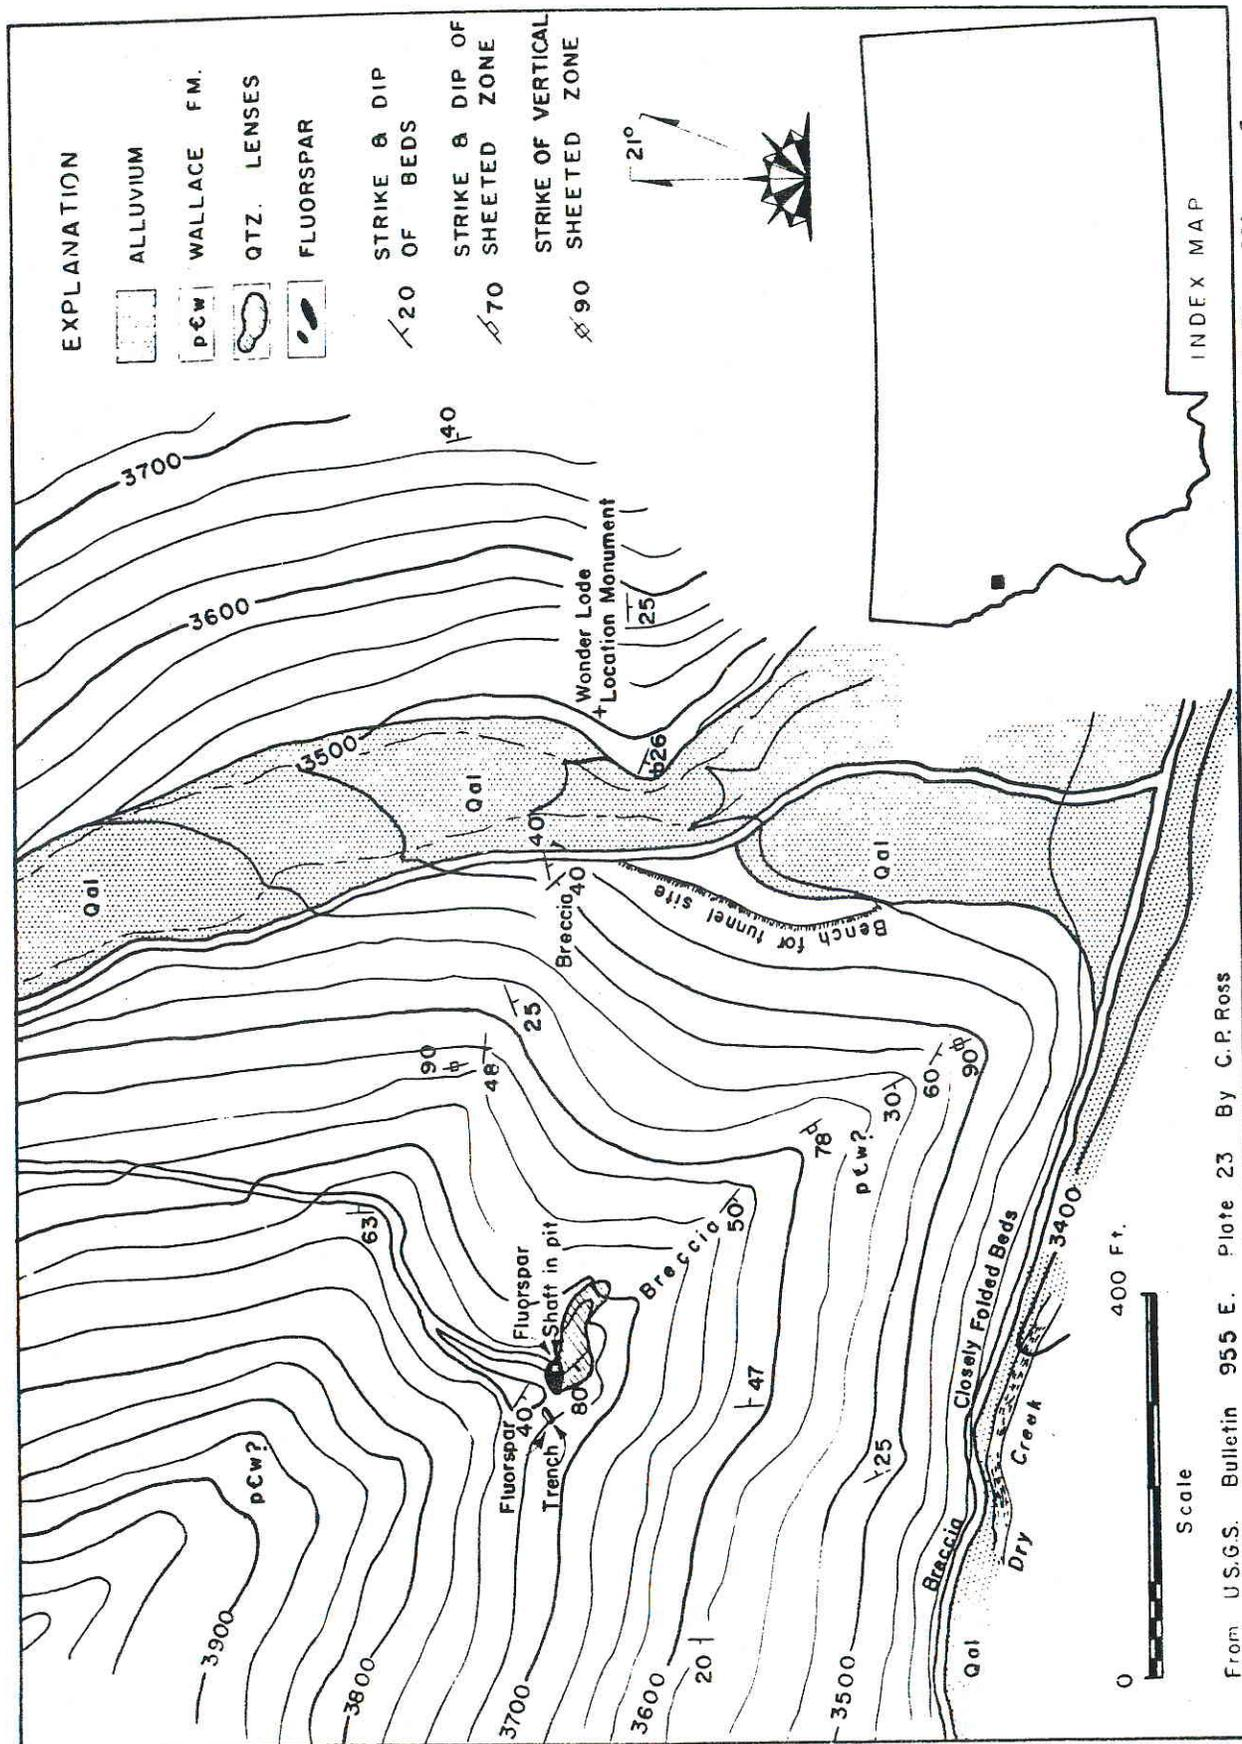 EXPLANATION
ALLUVIUM
p€w WALLACE FM.
QTZ. LENSES
FLUORSPAR
20 STRIKE & DIP
OF BEDS
70 STRIKE & DIP OF
SHEETED ZONE
90 STRIKE OF VERTICAL
SHEETED ZONE
21°
INDEX MAP
3700
40
3600
Wonder Lode
Location Monument
25
3500
26
Qal
Qal
40
Breccia
40
Bench for tunnel site
Qal
25
90
48
63
Fluorspar
Shaft in pit
Fluorspar
40
Trench
80
Breccia
50
78
p€w?
30
60
90
47
25
p€w?
3900
3800
3700
3600
20
3500
Closely Folded Beds
Breccia
3400
Dry Creek
Qal
0
400 Ft.
Scale
From U.S.G.S. Bulletin 955 E. Plate 23 By C.P. Ross